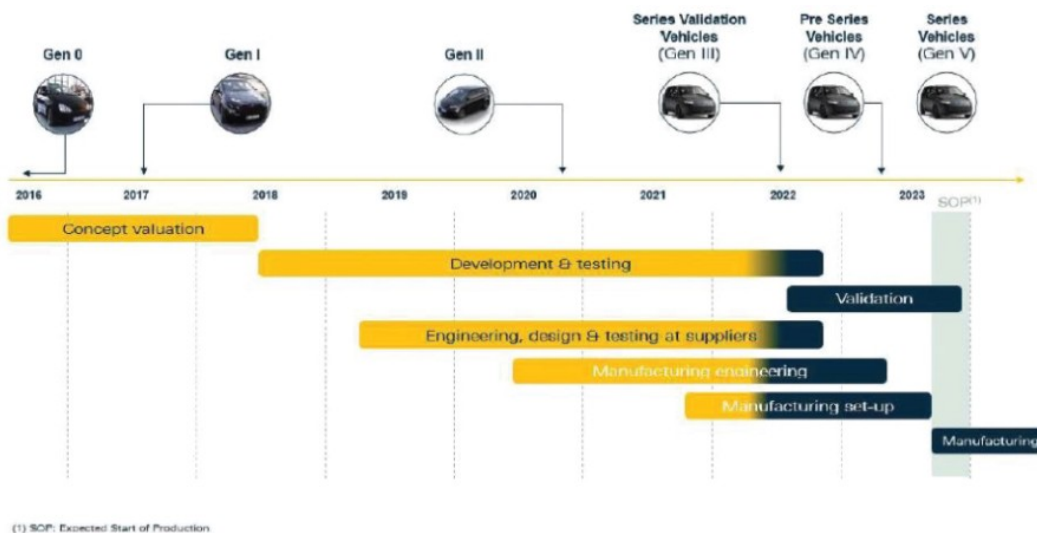 Gen 0
Gen I
Gen II
Series Validation
Vehicles
(Gen III)
Pre Series
Vehicles
(Gen IV)
Series
Vehicles
(Gen V)
2016
2017
2018
2019
2020
2021
2022
2023
SOP(1)
Concept valuation
Development & testing
Validation
Engineering, design & testing at suppliers
Manufacturing engineering
Manufacturing set-up
Manufacturing
(1) SOP: Expected Start of Production